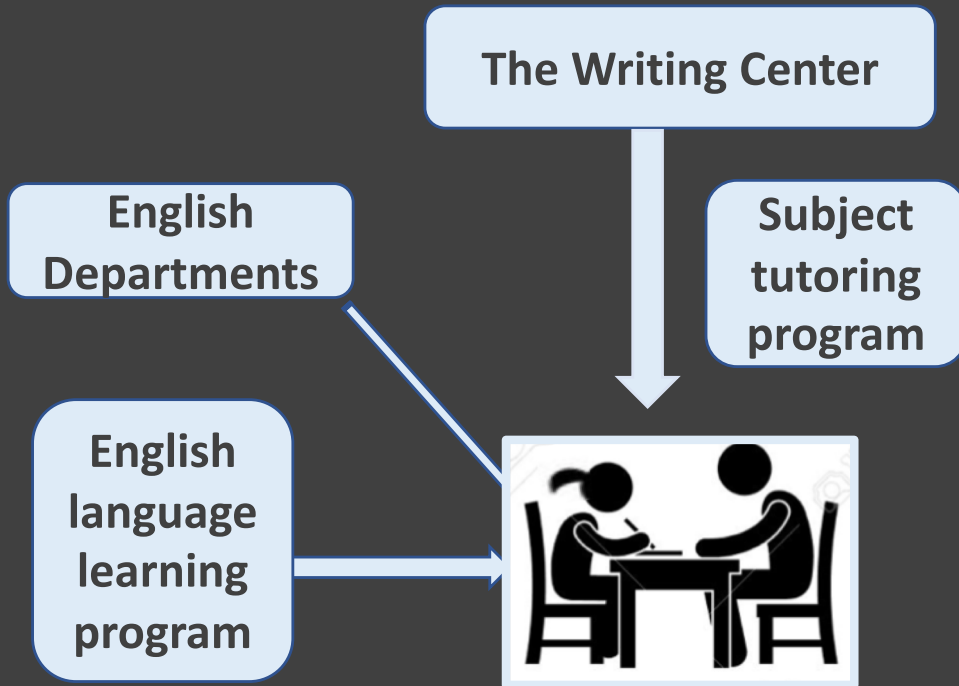 The Writing Center
English
Departments
Subject
tutoring
program
English
language
learning
program